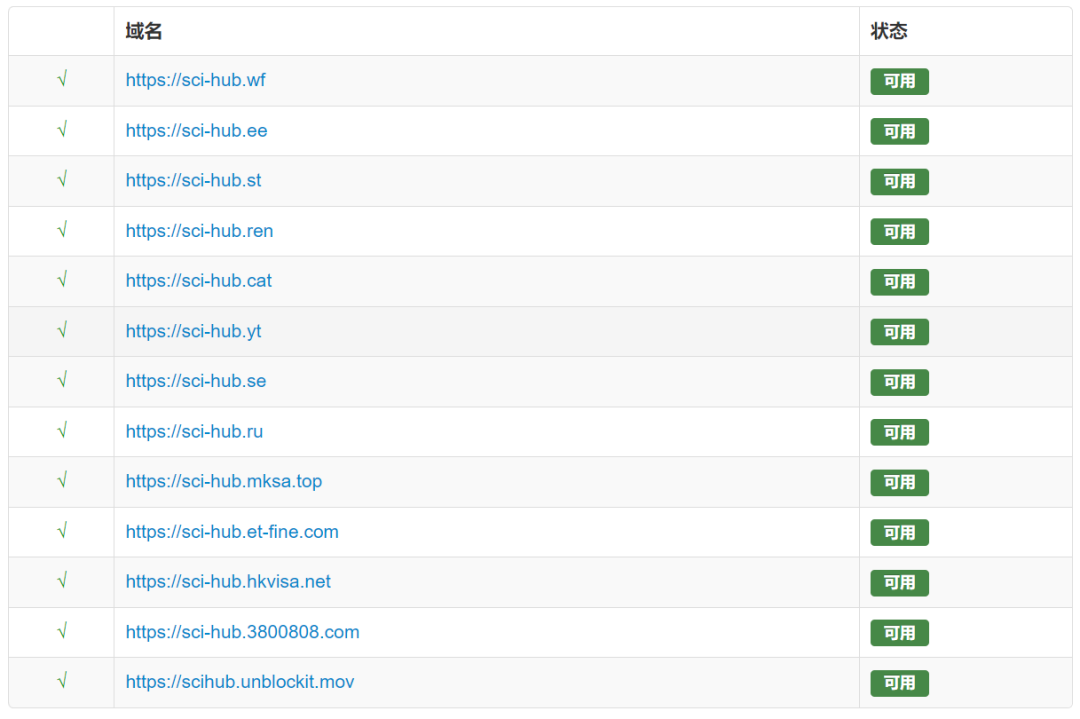 域名 状态
√ https://sci-hub.wf 可用
√ https://sci-hub.ee 可用
√ https://sci-hub.st 可用
√ https://sci-hub.ren 可用
√ https://sci-hub.cat 可用
√ https://sci-hub.yt 可用
√ https://sci-hub.se 可用
√ https://sci-hub.ru 可用
√ https://sci-hub.mksa.top 可用
√ https://sci-hub.et-fine.com 可用
√ https://sci-hub.hkvisa.net 可用
√ https://sci-hub.3800808.com 可用
√ https://scihub.unblockit.mov 可用